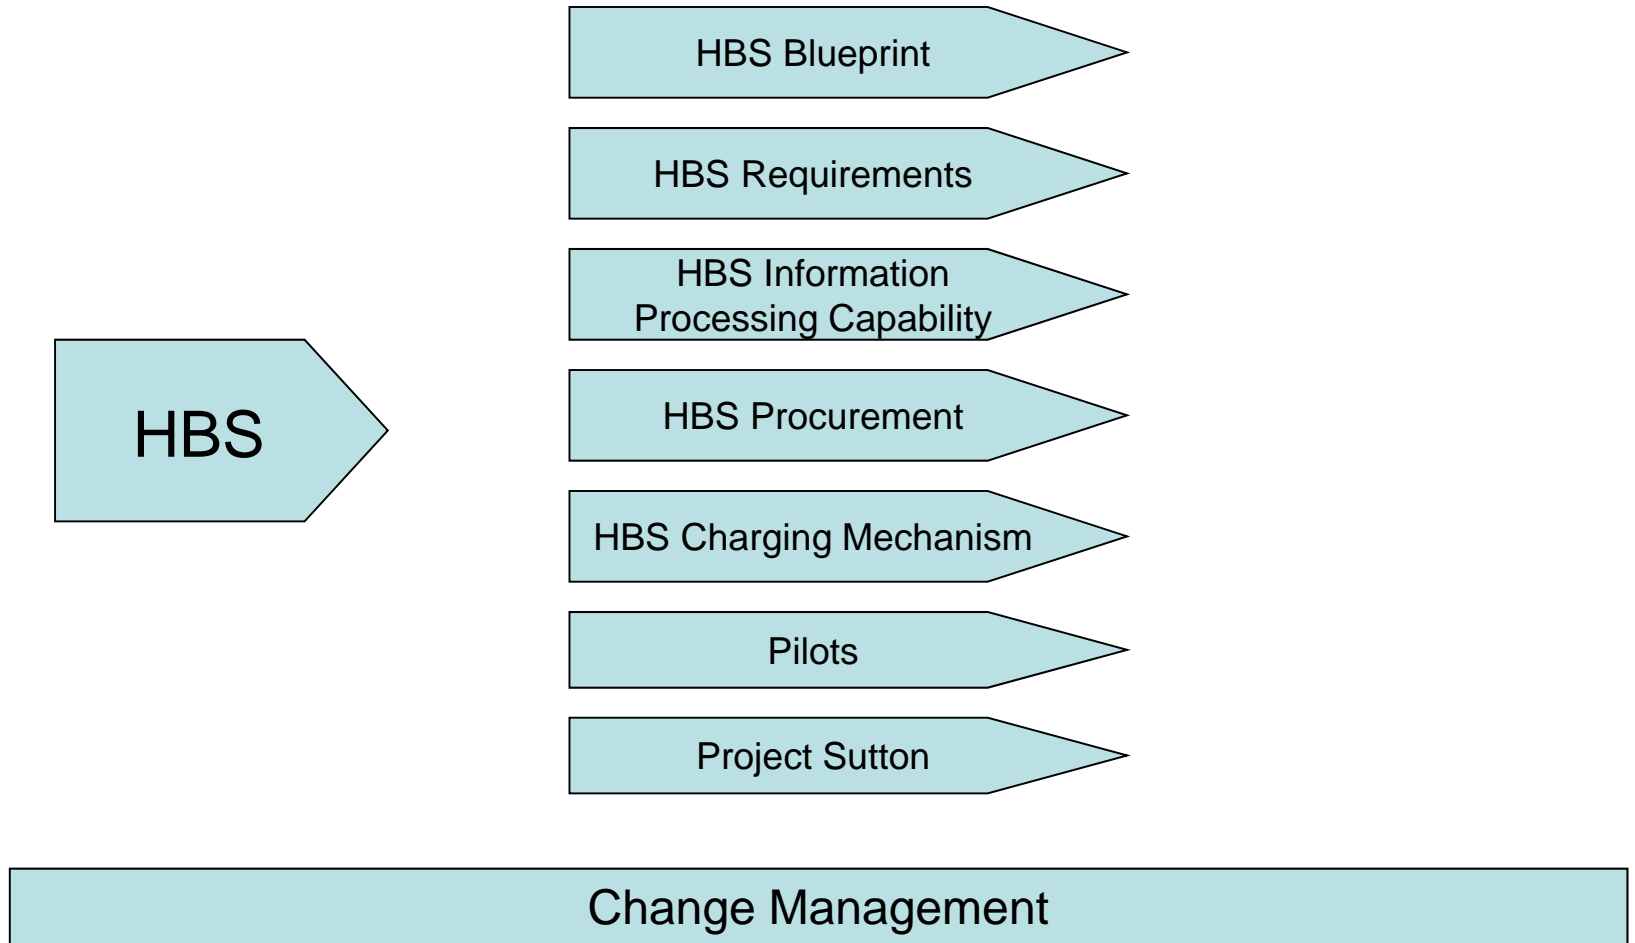 HBS Blueprint
HBS Requirements
HBS Information
Processing Capability
HBS
HBS Procurement
HBS Charging Mechanism
Pilots
Project Sutton
Change Management